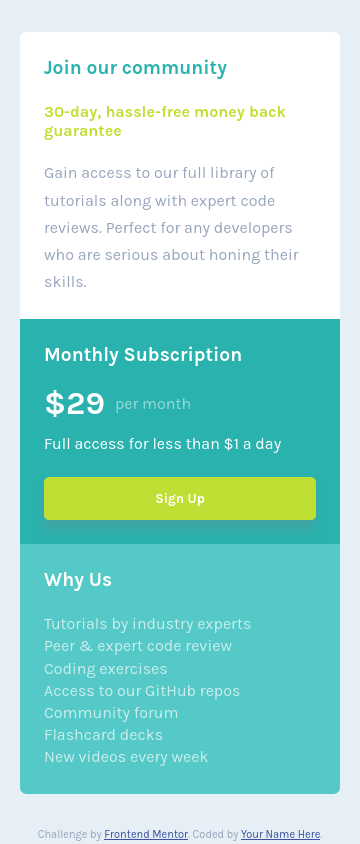 Join our community
30-day, hassle-free money back
guarantee
Gain access to our full library of
tutorials along with expert code
reviews. Perfect for any developers
who are serious about honing their
skills.
Monthly Subscription
$29 per month
Full access for less than $1 a day
Sign Up
Why Us
Tutorials by industry experts
Peer & expert code review
Coding exercises
Access to our GitHub repos
Community forum
Flashcard decks
New videos every week
Challenge by Frontend Mentor. Coded by Your Name Here.